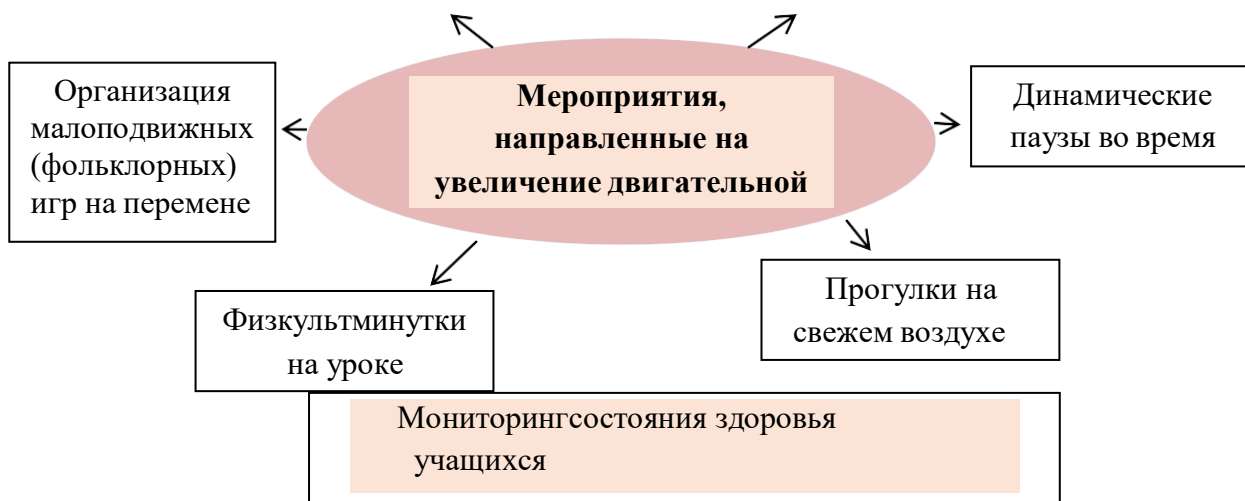 Мероприятия,
направленные на
увеличение двигательной
Организация
малоподвижных
(фольклорных)
игр на перемене
Динамические
паузы во время
Физкультминутки
на уроке
Прогулки на
свежем воздухе
Мониторингсостояния здоровья
учащихся